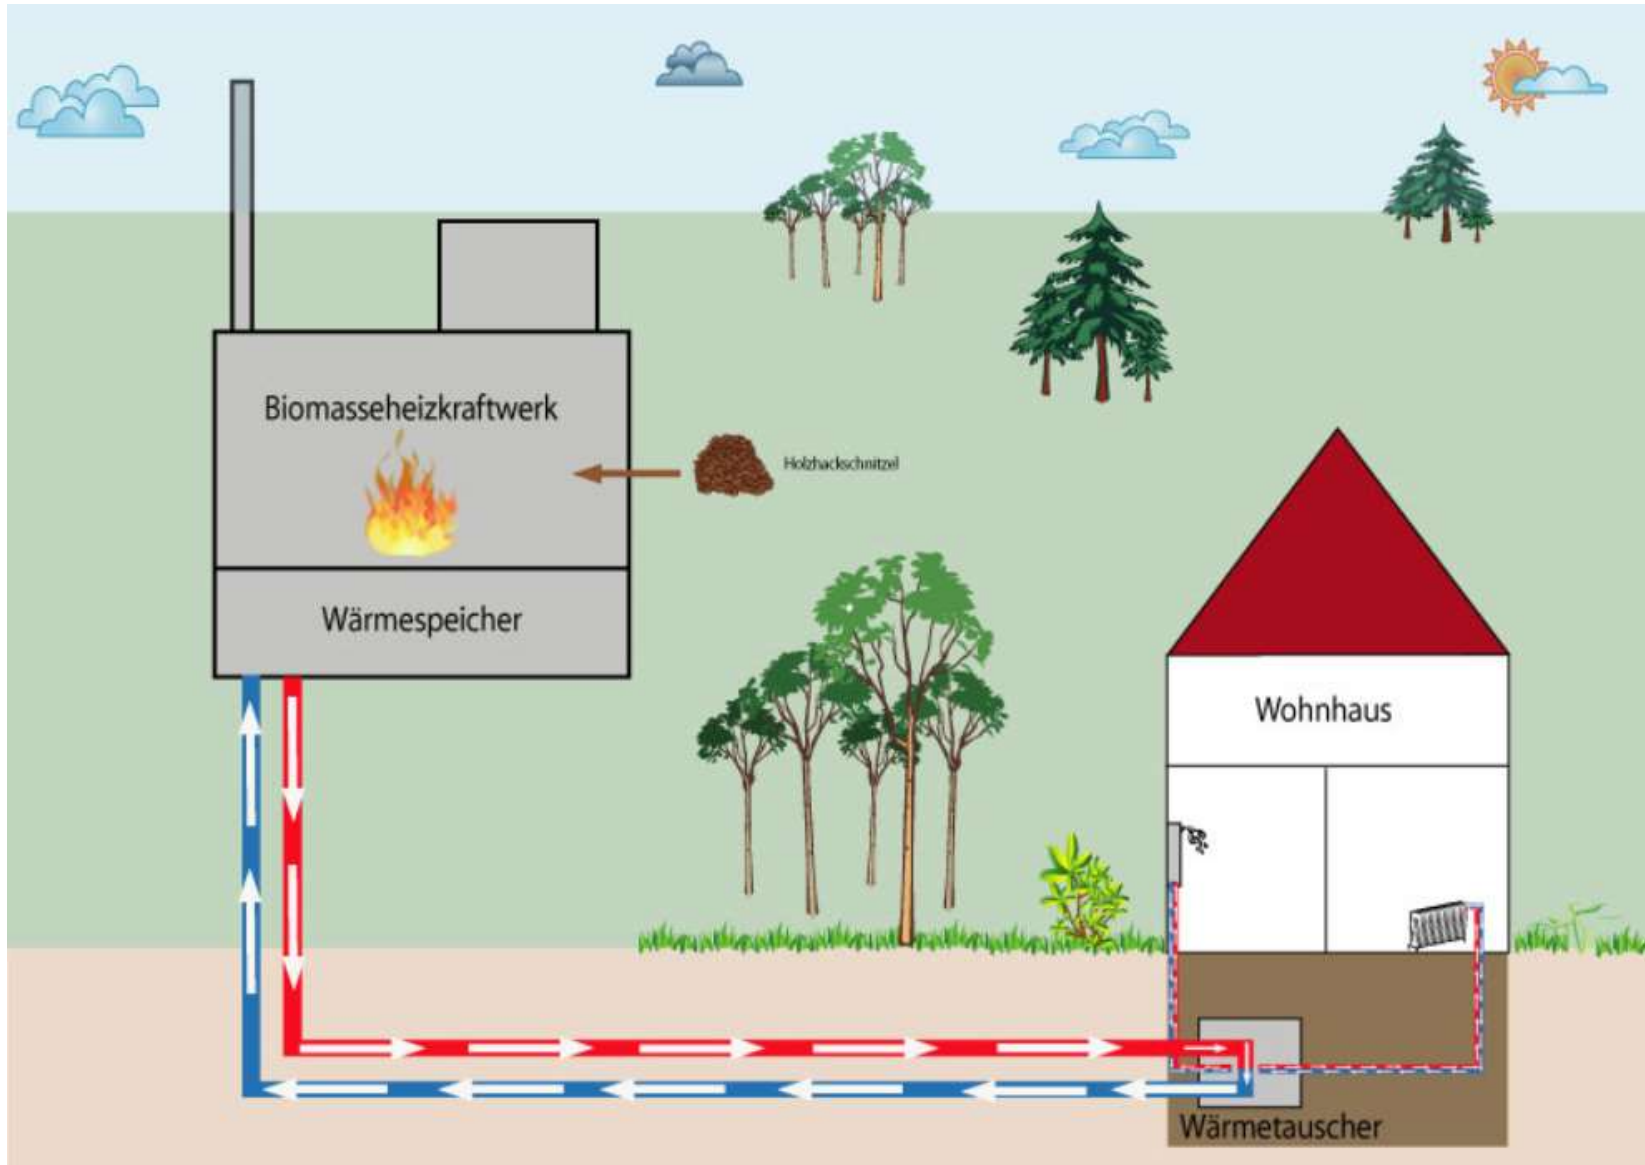 Biomasseheizkraftwerk
Holzhackschnitzel
Wärmespeicher
Wohnhaus
Wärmetauscher